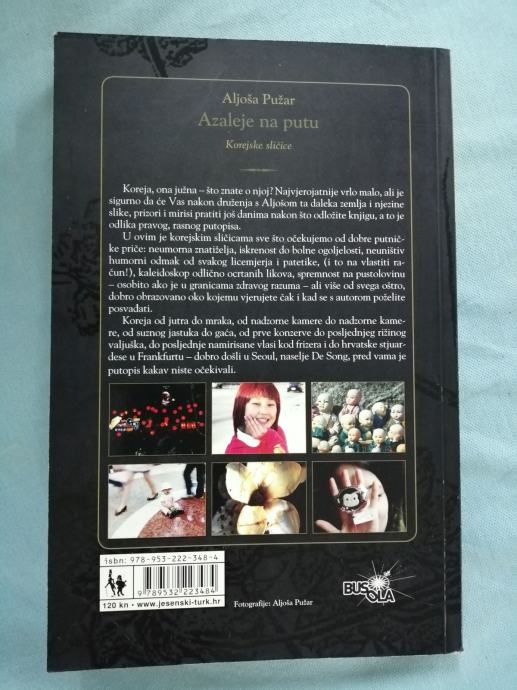 Aljoša Pužar
Azaleje na putu
Korejske sličice
Koreja, ona južna – što znate o njoj? Najvjerojatnije vrlo malo, ali je
sigurno da će Vas nakon druženja s Aljošom ta daleka zemlja i njezine
slike, prizori i mirisi pratiti još danima nakon što odložite knjigu, a to je
odlika pravog, rasnog putopisa.
U ovim je korejskim sličicama sve što očekujemo od dobre putnič-
ke priče: neumorna znatiželja, iskrenost do bolne ogoljelosti, neuništiv
humorni odmak od svakog licemjerja i patetike, (i to na vlastiti ra-
čun!), kaleidoskop odlično ocrtanih likova, spremnost na pustolovinu
– osobito ako je u granicama zdravog razuma – ali više od svega oštro,
dobro obrazovano oko kojemu vjerujete čak i kad se s autorom poželite
posvađati.
Koreja od jutra do mraka, od nadzorne kamere do nadzorne kame-
re, od suznog jastuka do gaća, od prve konzerve do posljednjeg rižinog
valjuška, do posljednje namirisane vlasi kod frizera i do hrvatske stjuar-
dese u Frankfurtu – dobro došli u Seoul, naselje De Song, pred vama je
putopis kakav niste očekivali.
isbn: 978-953-222-348-4
9 789532 223484
120 kn • www.jesenski-turk.hr
Fotografije: Aljoša Pužar
BUSOLA